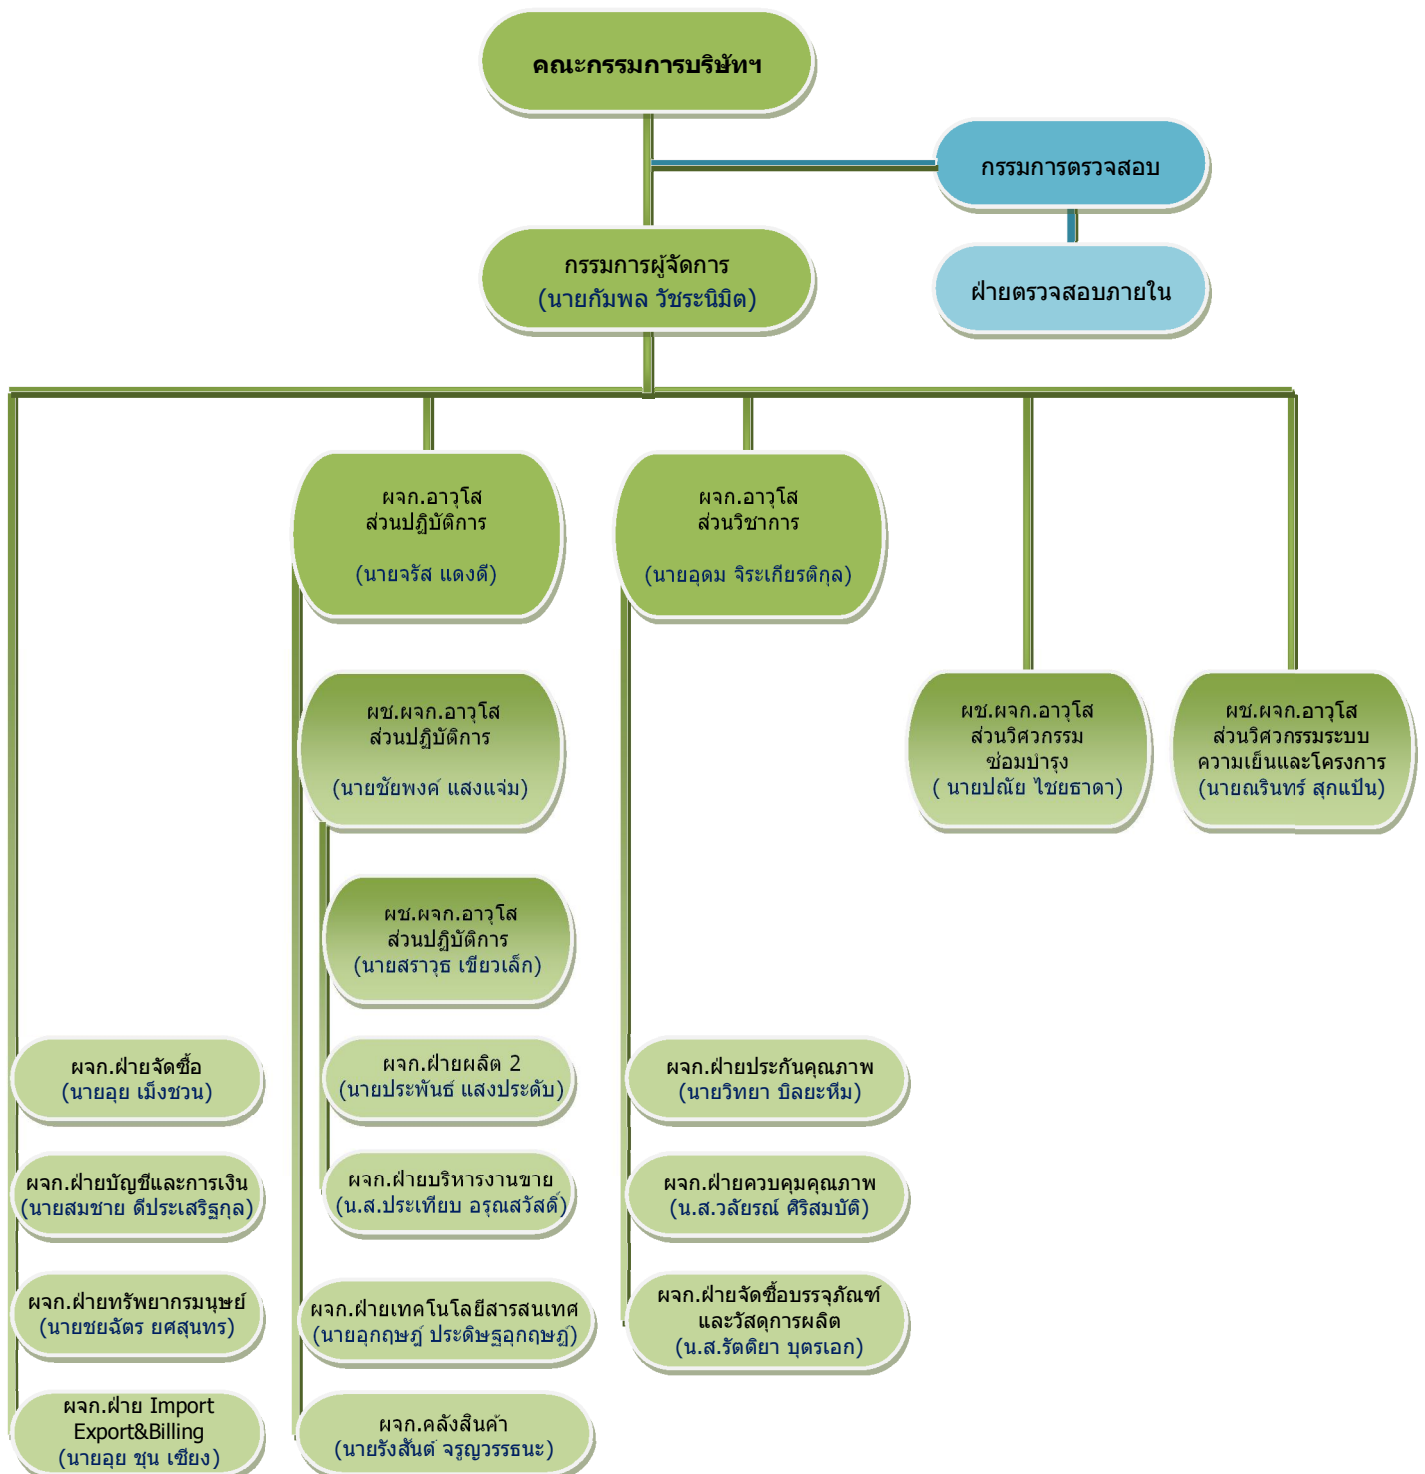 คณะกรรมการบริษัทฯ
กรรมการตรวจสอบ
ฝ่ายตรวจสอบภายใน
กรรมการผู้จัดการ
(นายกัมพล วัชระนิมิต)
ผจก.อาวุโส
ส่วนปฏิบัติการ
(นายจรัส แดงดี)
ผจก.อาวุโส
ส่วนวิชาการ
(นายอุดม จิระเกียรติกุล)
ผช.ผจก.อาวุโส
ส่วนปฏิบัติการ
(นายชัยพงค์ แสงแจ่ม)
ผช.ผจก.อาวุโส
ส่วนวิศวกรรม
ซ่อมบำรุง
( นายปณัย ไชยธาดา)
ผช.ผจก.อาวุโส
ส่วนวิศวกรรมระบบ
ความเย็นและโครงการ
(นายณรินทร์ สุกแป้น)
ผช.ผจก.อาวุโส
ส่วนปฏิบัติการ
(นายสราวุธ เขียวเล็ก)
ผจก.ฝ่ายจัดซื้อ
(นายอุย เม็งชวน)
ผจก.ฝ่ายผลิต 2
(นายประพันธ์ แสงประดับ)
ผจก.ฝ่ายประกันคุณภาพ
(นายวิทยา บิลยะหีม)
ผจก.ฝ่ายบัญชีและการเงิน
(นายสมชาย ดีประเสริฐกุล)
ผจก.ฝ่ายบริหารงานขาย
(น.ส.ประเทียบ อรุณสวัสดิ์)
ผจก.ฝ่ายควบคุมคุณภาพ
(น.ส.วลัยรณ์ ศิริสมบัติ)
ผจก.ฝ่ายทรัพยากรมนุษย์
(นายชยฉัตร ยศสุนทร)
ผจก.ฝ่ายเทคโนโลยีสารสนเทศ
(นายอุกฤษฎ์ ประดิษฐอุกฤษฎ์)
ผจก.ฝ่ายจัดซื้อบรรจุภัณฑ์
และวัสดุการผลิต
(น.ส.รัตติยา บุตรเอก)
ผจก.ฝ่าย Import
Export&Billing
(นายอุย ชุน เซียง)
ผจก.คลังสินค้า
(นายรังสันต์ จรูญวรรธนะ)